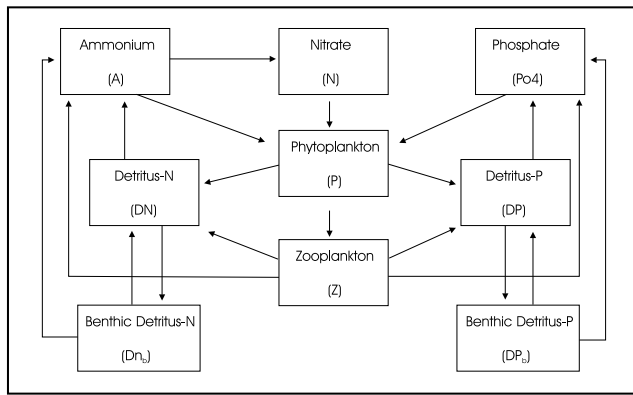 Ammonium
(A)
Nitrate
(N)
Phosphate
(Po4)
Phytoplankton
(P)
Detritus-N
(DN)
Detritus-P
(DP)
Zooplankton
(Z)
Benthic Detritus-N
(Dn_b)
Benthic Detritus-P
(DP_b)